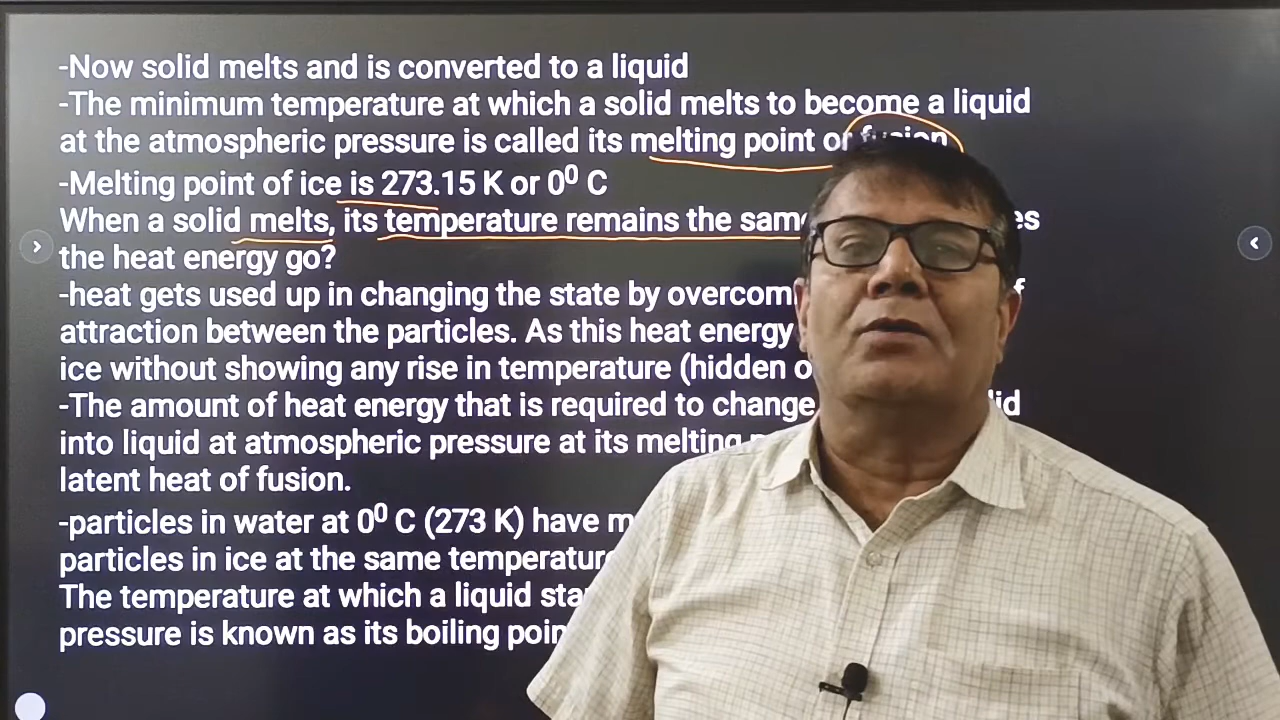 -Now solid melts and is converted to a liquid
-The minimum temperature at which a solid melts to become a liquid
at the atmospheric pressure is called its melting point or fusion
-Melting point of ice is 273.15 K or 0⁰ C
When a solid melts, its temperature remains the same
the heat energy go?
-heat gets used up in changing the state by
attraction between the particles. As this heat energy
ice without showing any rise in temperature (hidden
-The amount of heat energy that is required to change
into liquid at atmospheric pressure at its melting
latent heat of fusion.
-particles in water at 0⁰ C (273 K) have
particles in ice at the same temperature
The temperature at which a liquid
pressure is known as its boiling